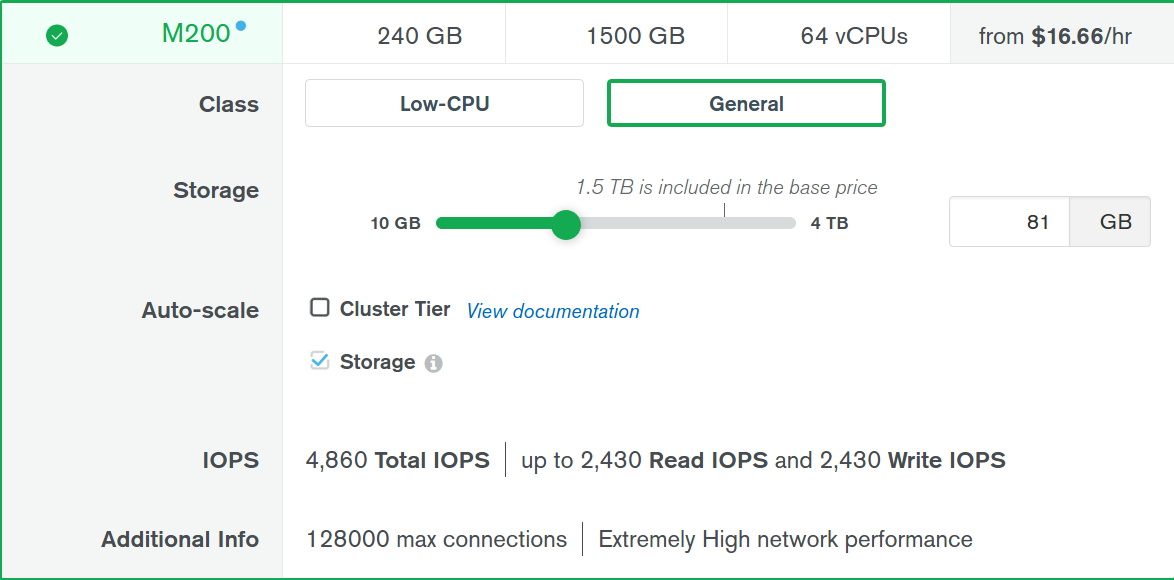 M200 240 GB 1500 GB 64 vCPUs from $16.66/hr
Class Low-CPU General
1.5 TB is included in the base price
Storage 10 GB 4 TB 81 GB
Auto-scale Cluster Tier View documentation
Storage
IOPS 4,860 Total IOPS up to 2,430 Read IOPS and 2,430 Write IOPS
Additional Info 128000 max connections Extremely High network performance